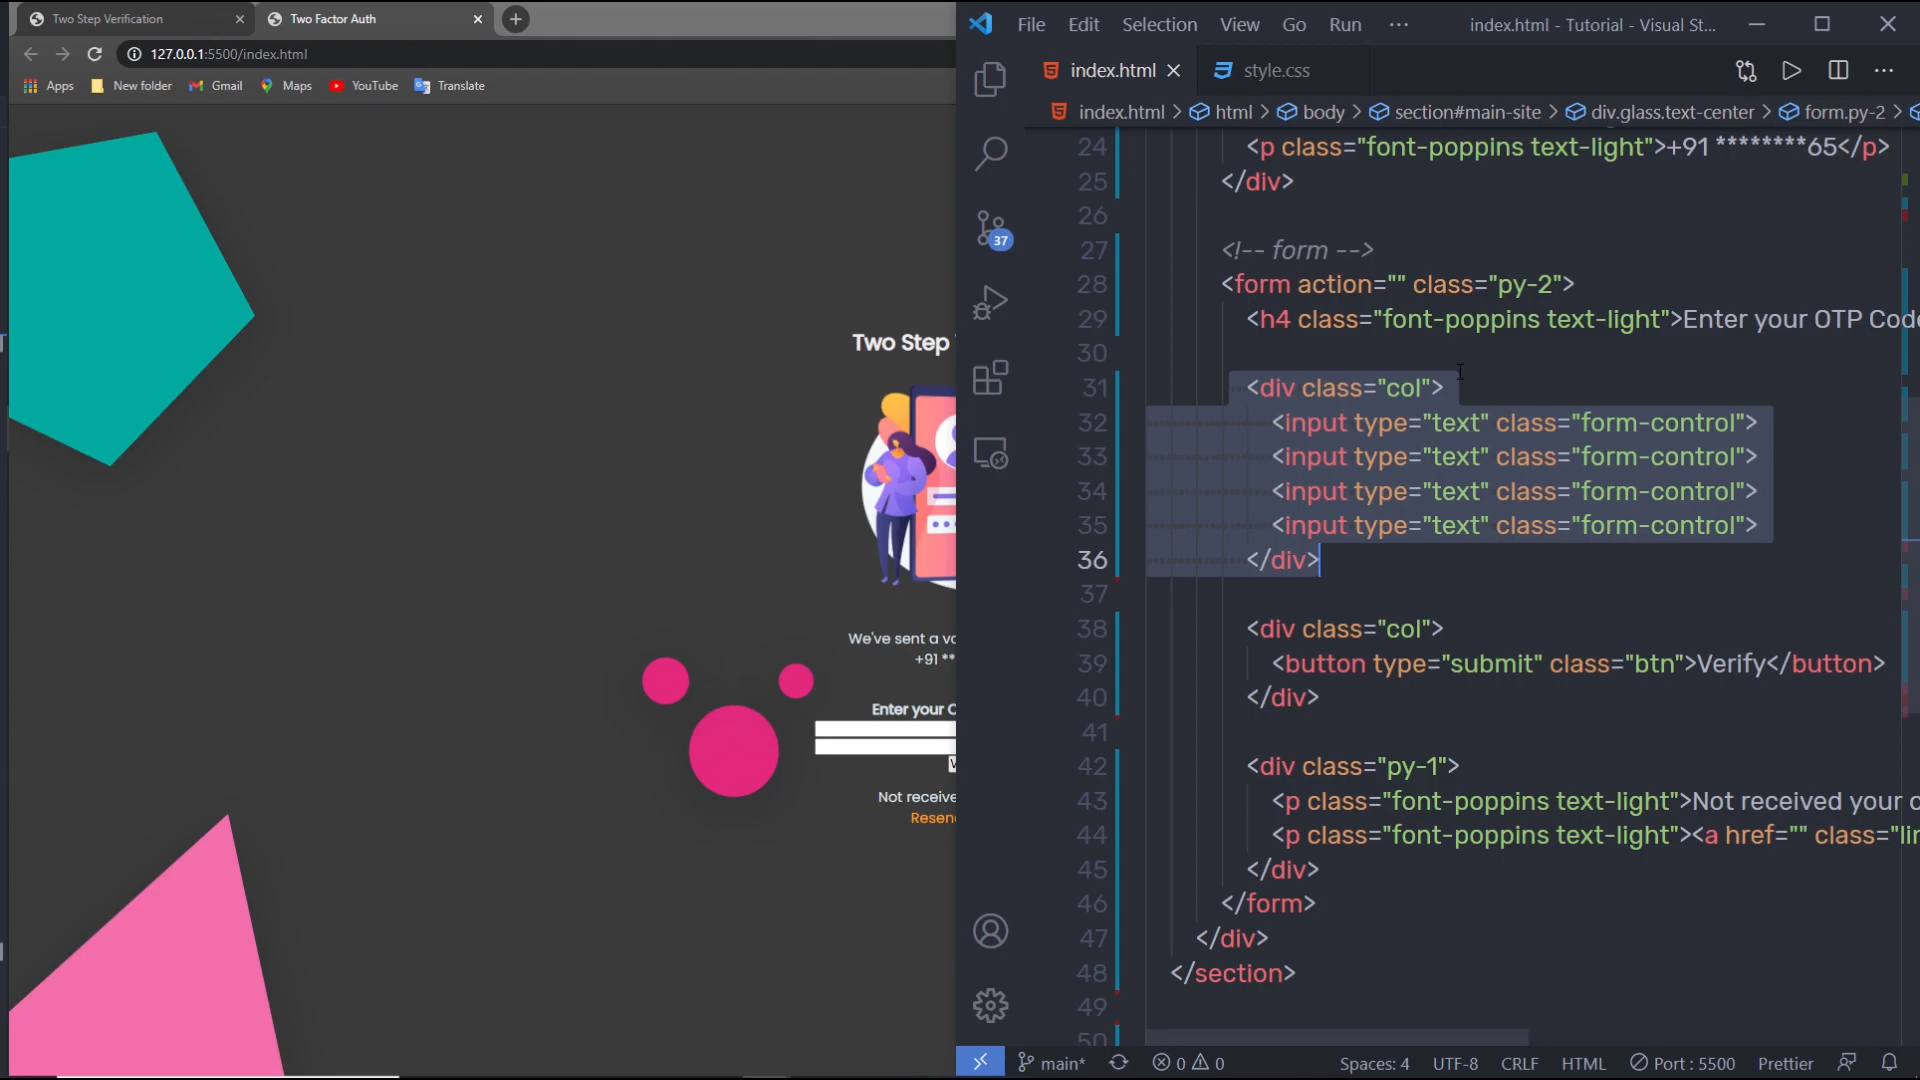 Two Step Verification
Two Factor Auth
127.0.0.1:5500/index.html
Apps
New folder
Gmail
Maps
YouTube
Translate
Two Step
We've sent a v
+91 **
Enter your
Not receive
Resen
File Edit Selection View Go Run ··· index.html - Tutorial - Visual St...
index.html
style.css
index.html > html > body > section#main-site > div.glass.text-center > form.py-2 >
37
24 <p class="font-poppins text-light">+91 ********65</p>
25 </div>
26
27 <!-- form -->
28 <form action="" class="py-2">
29 <h4 class="font-poppins text-light">Enter your OTP Code
30
31 <div class="col">
32 <input type="text" class="form-control">
33 <input type="text" class="form-control">
34 <input type="text" class="form-control">
35 <input type="text" class="form-control">
36 </div>
37
38 <div class="col">
39 <button type="submit" class="btn">Verify</button>
40 </div>
41
42 <div class="py-1">
43 <p class="font-poppins text-light">Not received your
44 <p class="font-poppins text-light"><a href="" class="lin
45 </div>
46 </form>
47 </div>
48 </section>
49
50
main* 0 0 Spaces: 4 UTF-8 CRLF HTML Port : 5500 Prettier